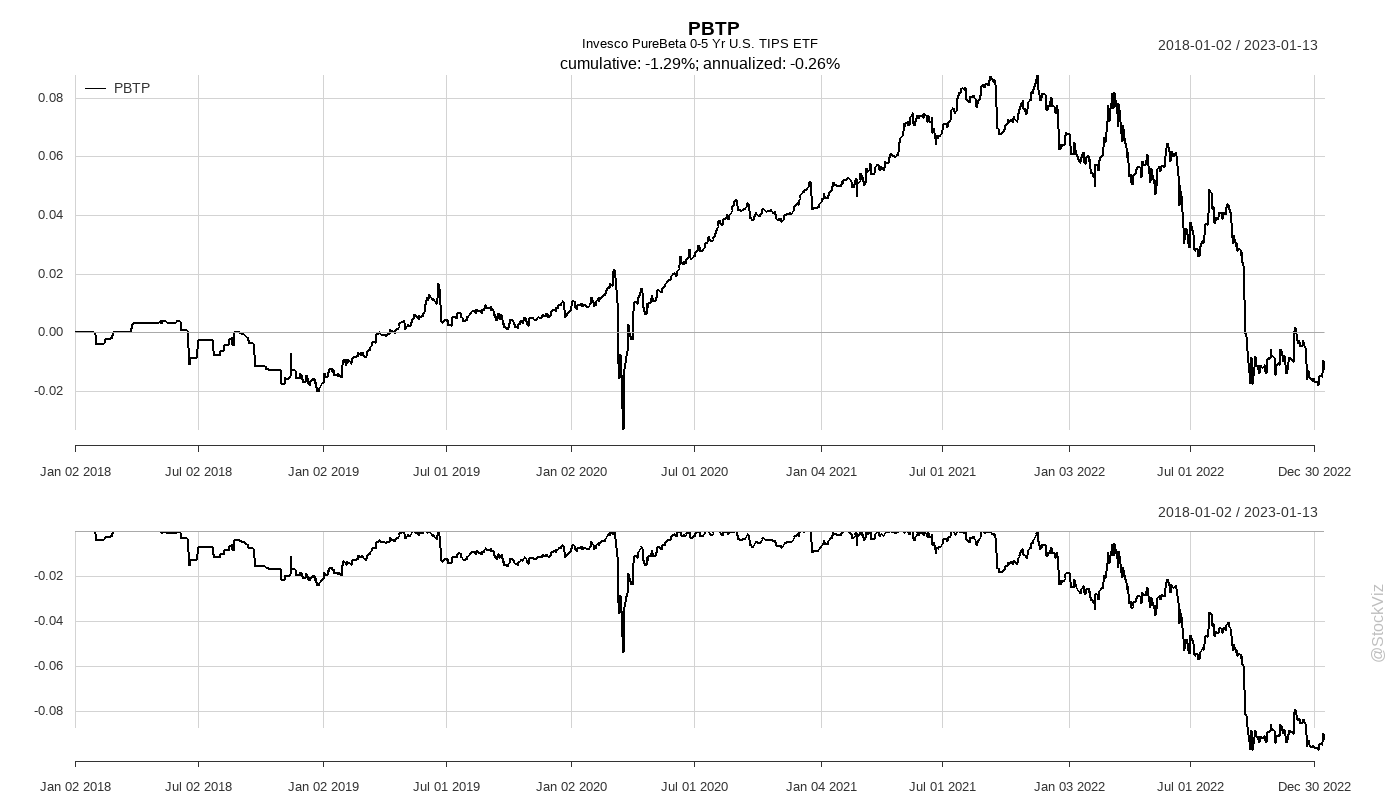 PBTP
Invesco PureBeta 0-5 Yr U.S. TIPS ETF
2018-01-02 / 2023-01-13
cumulative: -1.29%; annualized: -0.26%
PBTP
0.08
0.06
0.04
0.02
0.00
-0.02
Jan 02 2018 Jul 02 2018 Jan 02 2019 Jul 01 2019 Jan 02 2020 Jul 01 2020 Jan 04 2021 Jul 01 2021 Jan 03 2022 Jul 01 2022 Dec 30 2022
2018-01-02 / 2023-01-13
-0.02
-0.04
-0.06
-0.08
Jan 02 2018 Jul 02 2018 Jan 02 2019 Jul 01 2019 Jan 02 2020 Jul 01 2020 Jan 04 2021 Jul 01 2021 Jan 03 2022 Jul 01 2022 Dec 30 2022
@StockViz